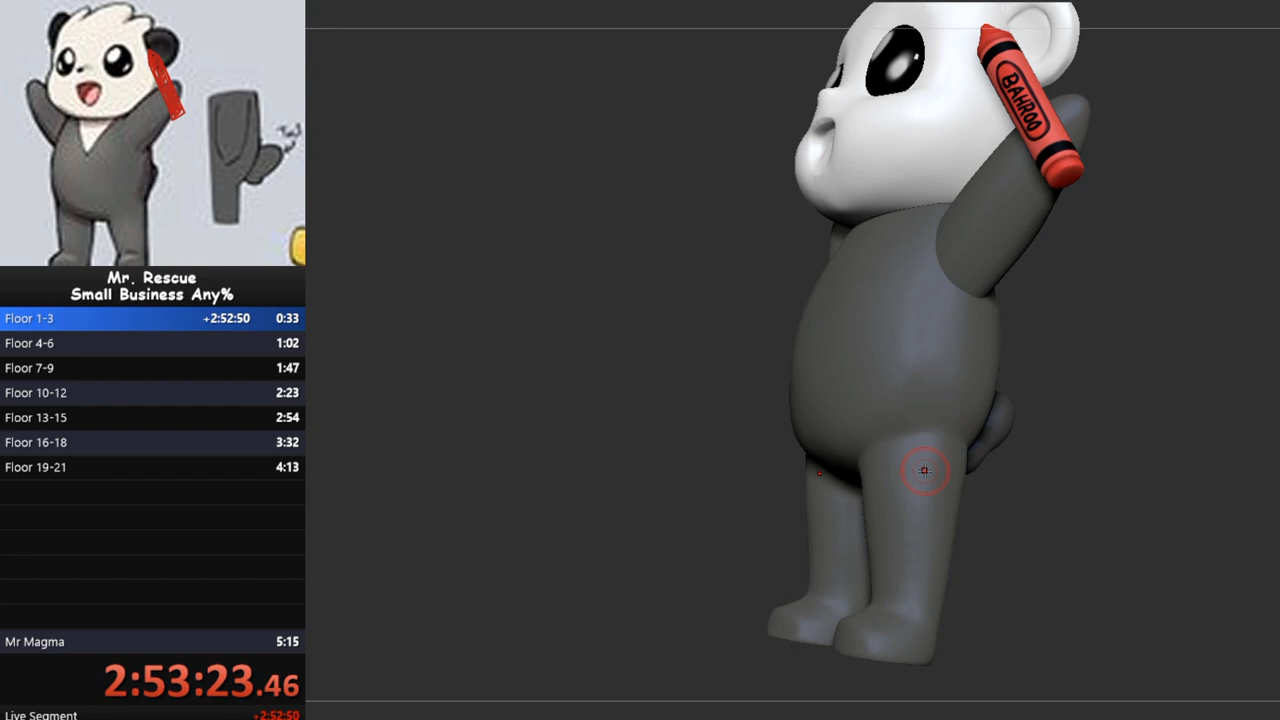 BAHROO
Mr. Rescue
Small Business Any%
Floor 1-3 +2:52:50 0:33
Floor 4-6 1:02
Floor 7-9 1:47
Floor 10-12 2:23
Floor 13-15 2:54
Floor 16-18 3:32
Floor 19-21 4:13
Mr Magma 5:15
2:53:23.46
Live Segment +2:52:50